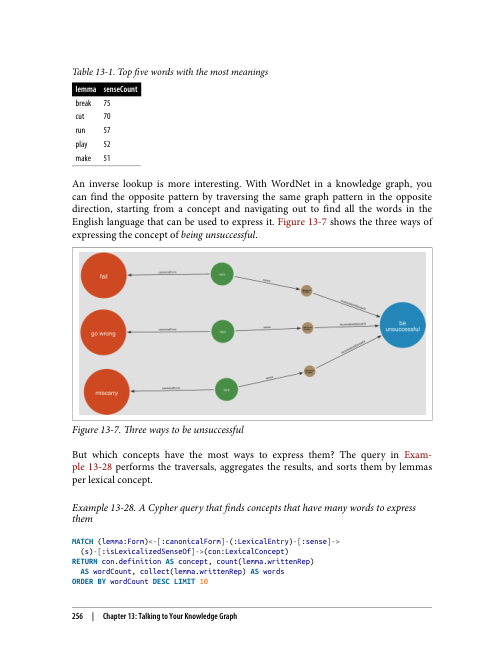 Table 13-1. Top five words with the most meanings
lemma senseCount
break 75
cut 70
run 57
play 52
make 51
An inverse lookup is more interesting. With WordNet in a knowledge graph, you
can find the opposite pattern by traversing the same graph pattern in the opposite
direction, starting from a concept and navigating out to find all the words in the
English language that can be used to express it. Figure 13-7 shows the three ways of
expressing the concept of being unsuccessful.
fail
go wrong
miscarry
be
unsuccessful
Figure 13-7. Three ways to be unsuccessful
But which concepts have the most ways to express them? The query in Exam-
ple 13-28 performs the traversals, aggregates the results, and sorts them by lemmas
per lexical concept.
Example 13-28. A Cypher query that finds concepts that have many words to express
them
MATCH (lemma:Form)<-[:canonicalForm]-(:LexicalEntry)-[:sense]->
(s)-[:isLexicalizedSenseOf]->(con:LexicalConcept)
RETURN con.definition AS concept, count(lemma.writtenRep)
AS wordCount, collect(lemma.writtenRep) AS words
ORDER BY wordCount DESC LIMIT 10
256 | Chapter 13: Talking to Your Knowledge Graph